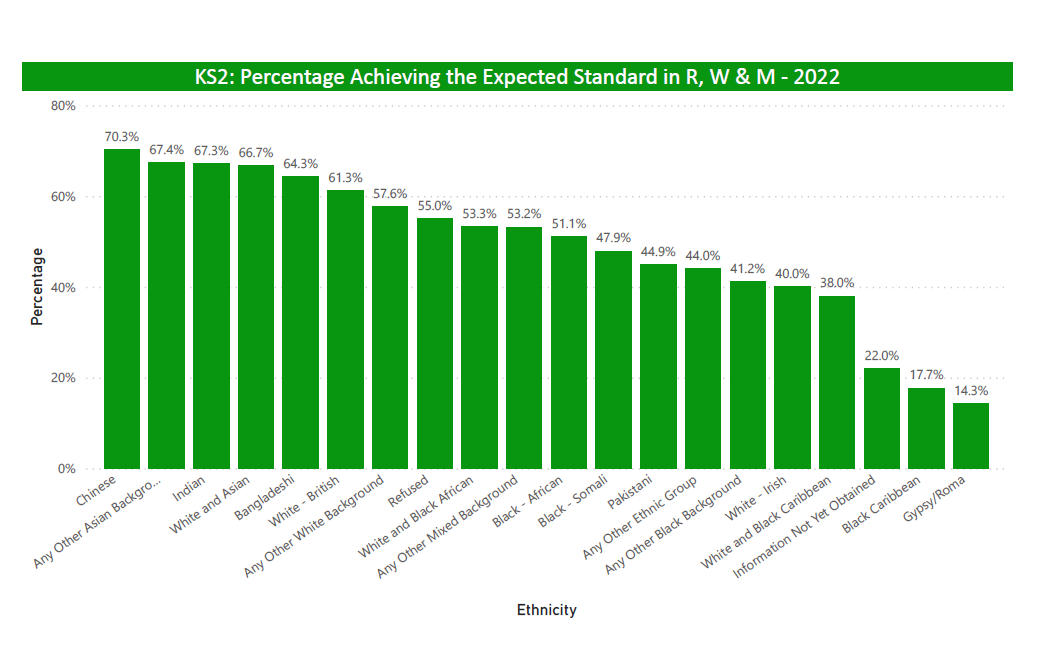 KS2: Percentage Achieving the Expected Standard in R, W & M - 2022
80%
60%
40%
20%
0%
Percentage
70.3%
67.4%
67.3%
66.7%
64.3%
61.3%
57.6%
55.0%
53.3%
53.2%
51.1%
47.9%
44.9%
44.0%
41.2%
40.0%
38.0%
22.0%
17.7%
14.3%
Chinese
Any Other Asian Backgro...
Indian
White and Asian
Bangladeshi
White - British
Any Other White Background
Refused
White and Black African
Any Other Mixed Background
Black - African
Black - Somali
Pakistani
Any Other Ethnic Group
Any Other Black Background
White - Irish
White and Black Caribbean
Information Not Yet Obtained
Black Caribbean
Gypsy/Roma
Ethnicity